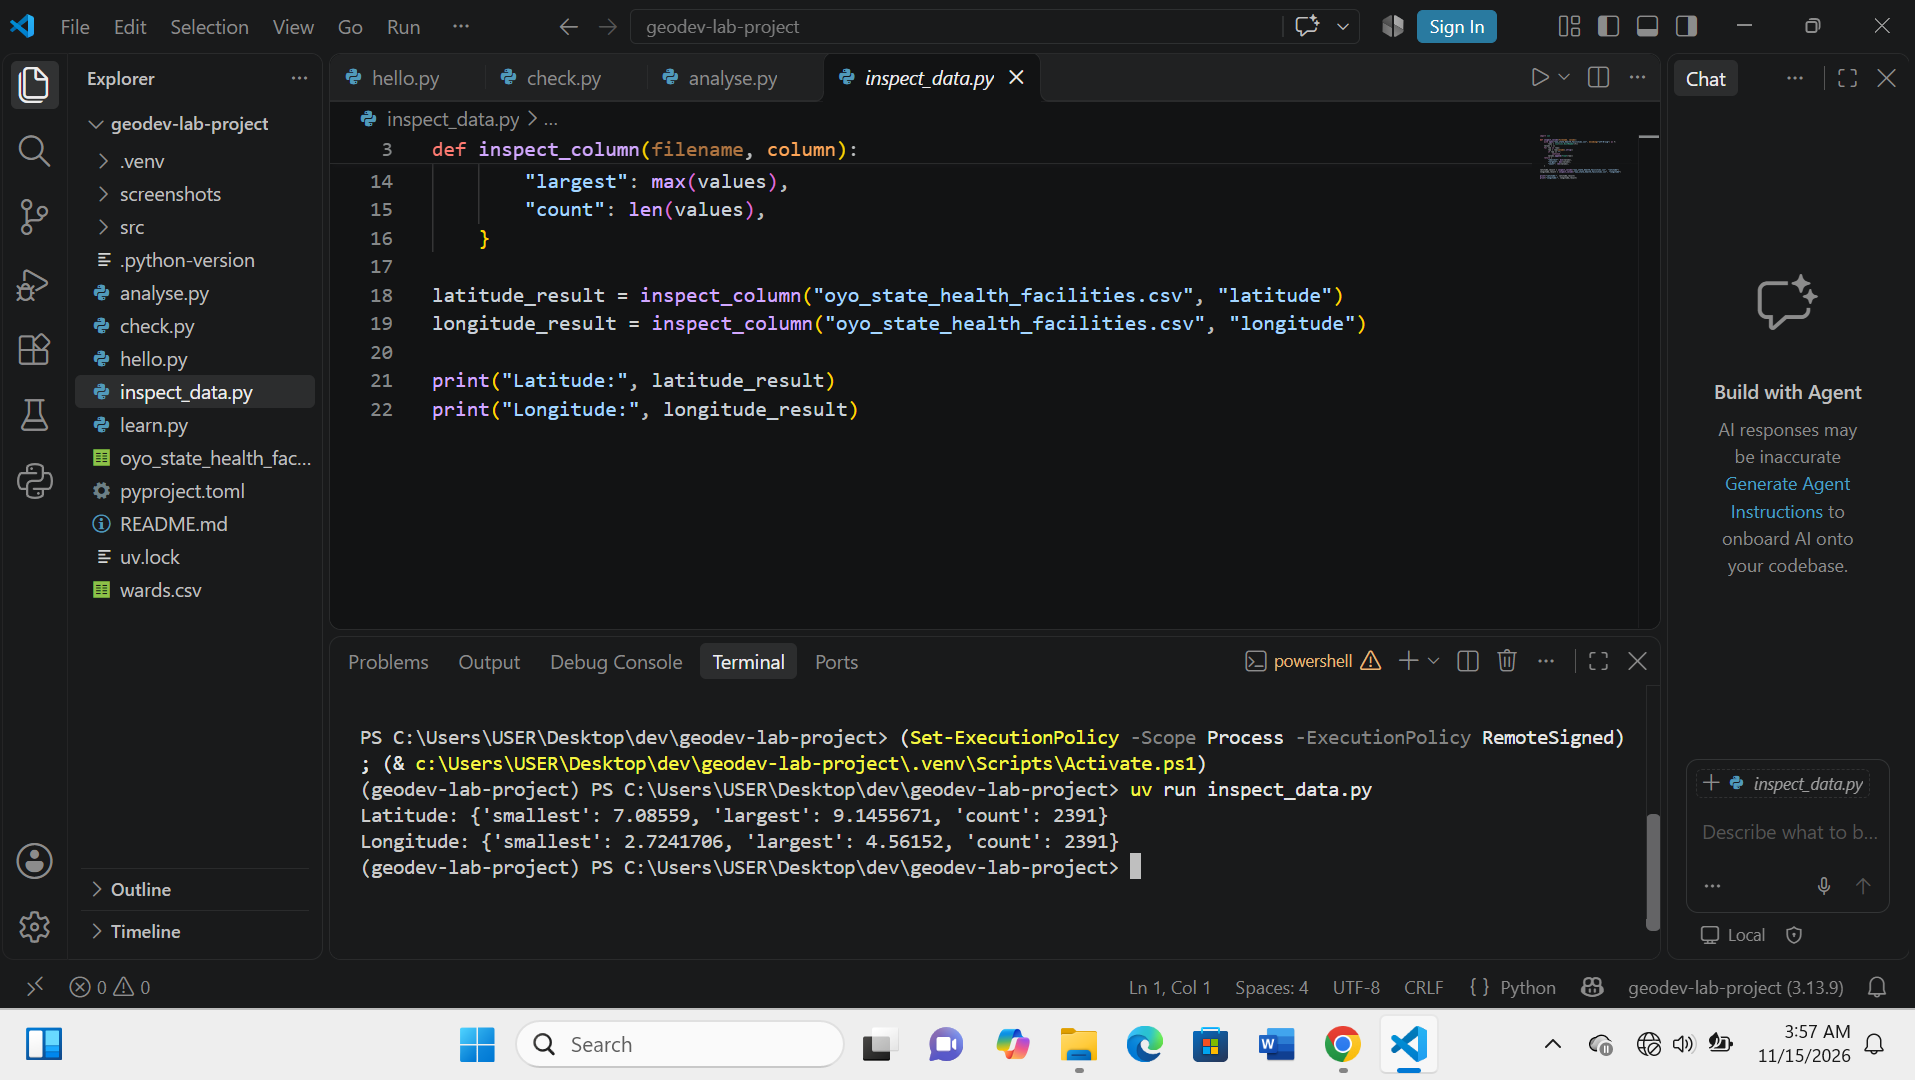 File Edit Selection View Go Run ···
geodev-lab-project
Sign In
Explorer
geodev-lab-project
.venv
screenshots
src
.python-version
analyse.py
check.py
hello.py
inspect_data.py
learn.py
oyo_state_health_fac...
pyproject.toml
README.md
uv.lock
wards.csv
Outline
Timeline
hello.py check.py analyse.py inspect_data.py
inspect_data.py > ...
3 def inspect_column(filename, column):
14 "largest": max(values),
15 "count": len(values),
16 }
17
18 latitude_result = inspect_column("oyo_state_health_facilities.csv", "latitude")
19 longitude_result = inspect_column("oyo_state_health_facilities.csv", "longitude")
20
21 print("Latitude:", latitude_result)
22 print("Longitude:", longitude_result)
Problems Output Debug Console Terminal Ports
powershell
PS C:\Users\USER\Desktop\dev\geodev-lab-project> (Set-ExecutionPolicy -Scope Process -ExecutionPolicy RemoteSigned)
; (& c:\Users\USER\Desktop\dev\geodev-lab-project\.venv\Scripts\Activate.ps1)
(geodev-lab-project) PS C:\Users\USER\Desktop\dev\geodev-lab-project> uv run inspect_data.py
Latitude: {'smallest': 7.08559, 'largest': 9.1455671, 'count': 2391}
Longitude: {'smallest': 2.7241706, 'largest': 4.56152, 'count': 2391}
(geodev-lab-project) PS C:\Users\USER\Desktop\dev\geodev-lab-project>
Chat
Build with Agent
AI responses may
be inaccurate
Generate Agent
Instructions to
onboard AI onto
your codebase.
inspect_data.py
Describe what to b...
Local
0 0
Ln 1, Col 1 Spaces: 4 UTF-8 CRLF { } Python geodev-lab-project (3.13.9)
Search
3:57 AM
11/15/2026